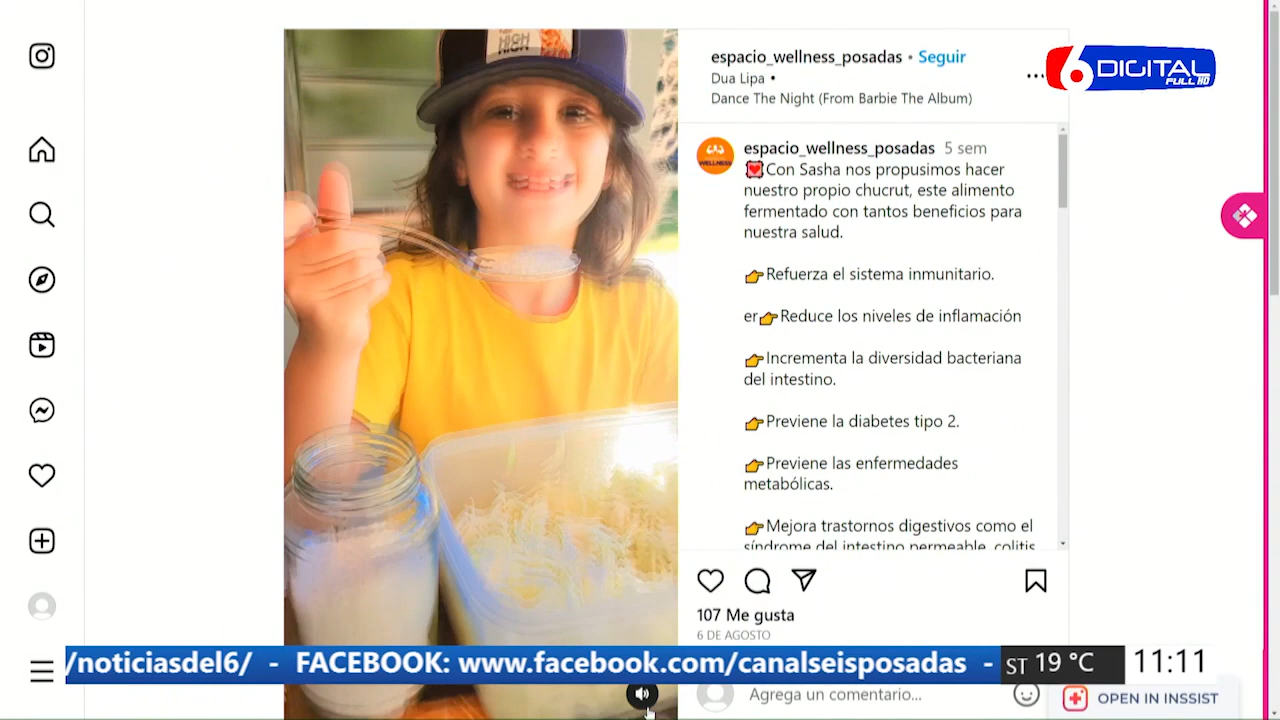 HIGH
espacio_wellness_posadas • Seguir
Dua Lipa •
Dance The Night (From Barbie The Album)
6 DIGITAL
FULL HD
WELLNESS
espacio_wellness_posadas 5 sem
Con Sasha nos propusimos hacer
nuestro propio chucrut, este alimento
fermentado con tantos beneficios para
nuestra salud.
👉Refuerza el sistema inmunitario.
er👉Reduce los niveles de inflamación
👉Incrementa la diversidad bacteriana
del intestino.
👉Previene la diabetes tipo 2.
👉Previene las enfermedades
metabólicas.
👉Mejora trastornos digestivos como el
síndrome del intestino permeable, colitis
107 Me gusta
6 DE AGOSTO
/noticiasdel6/ - FACEBOOK: www.facebook.com/canalseisposadas -
ST 19 °C
11:11
Agrega un comentario...
OPEN IN INSSIST